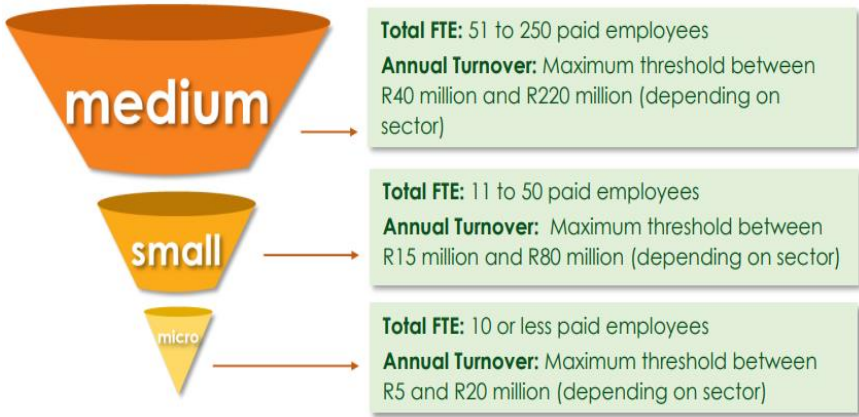 medium
Total FTE: 51 to 250 paid employees
Annual Turnover: Maximum threshold between
R40 million and R220 million (depending on
sector)
small
Total FTE: 11 to 50 paid employees
Annual Turnover: Maximum threshold between
R15 million and R80 million (depending on sector)
micro
Total FTE: 10 or less paid employees
Annual Turnover: Maximum threshold between
R5 and R20 million (depending on sector)